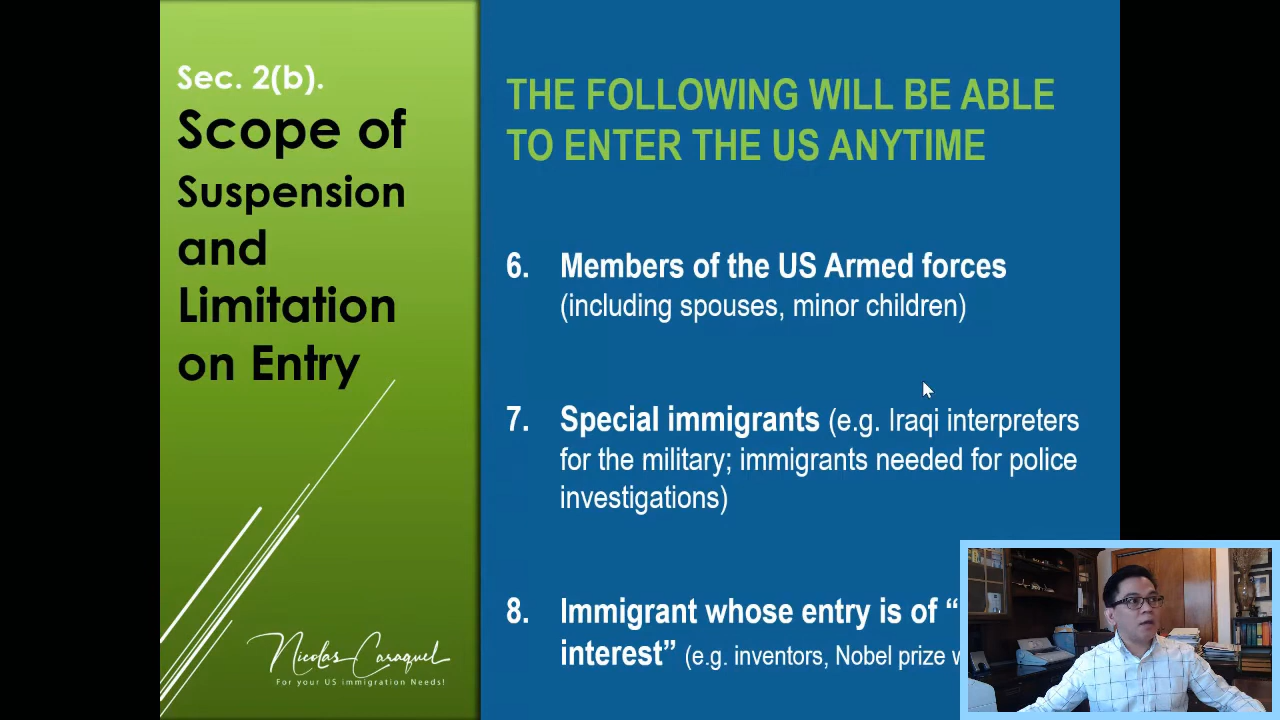 Sec. 2(b).
Scope of
Suspension
and
Limitation
on Entry
Nicolas Caraquel
For your US immigration Needs!
THE FOLLOWING WILL BE ABLE
TO ENTER THE US ANYTIME
6. Members of the US Armed forces
(including spouses, minor children)
7. Special immigrants (e.g. Iraqi interpreters
for the military; immigrants needed for police
investigations)
8. Immigrant whose entry is of “
interest” (e.g. inventors, Nobel prize